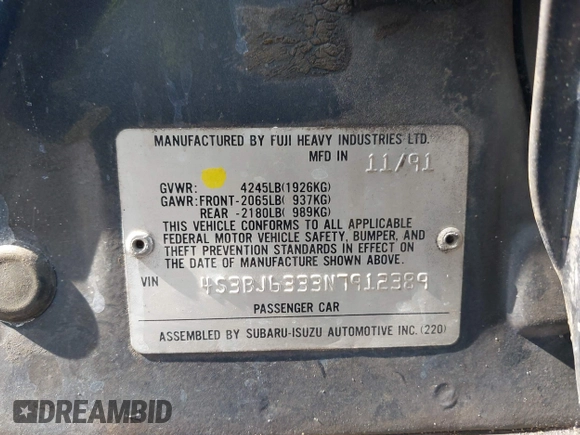 MANUFACTURED BY FUJI HEAVY INDUSTRIES LTD.
MFD IN 11/91
GVWR: 4245LB(1926KG)
GAWR:FRONT-2065LB( 937KG)
REAR -2180LB( 989KG)
THIS VEHICLE CONFORMS TO ALL APPLICABLE
FEDERAL MOTOR VEHICLE SAFETY, BUMPER, AND
THEFT PREVENTION STANDARDS IN EFFECT ON
THE DATE OF MANUFACTURE SHOWN ABOVE.
VIN 4S3BJ6333N7912389
PASSENGER CAR
ASSEMBLED BY SUBARU-ISUZU AUTOMOTIVE INC. (220)
DREAMBID